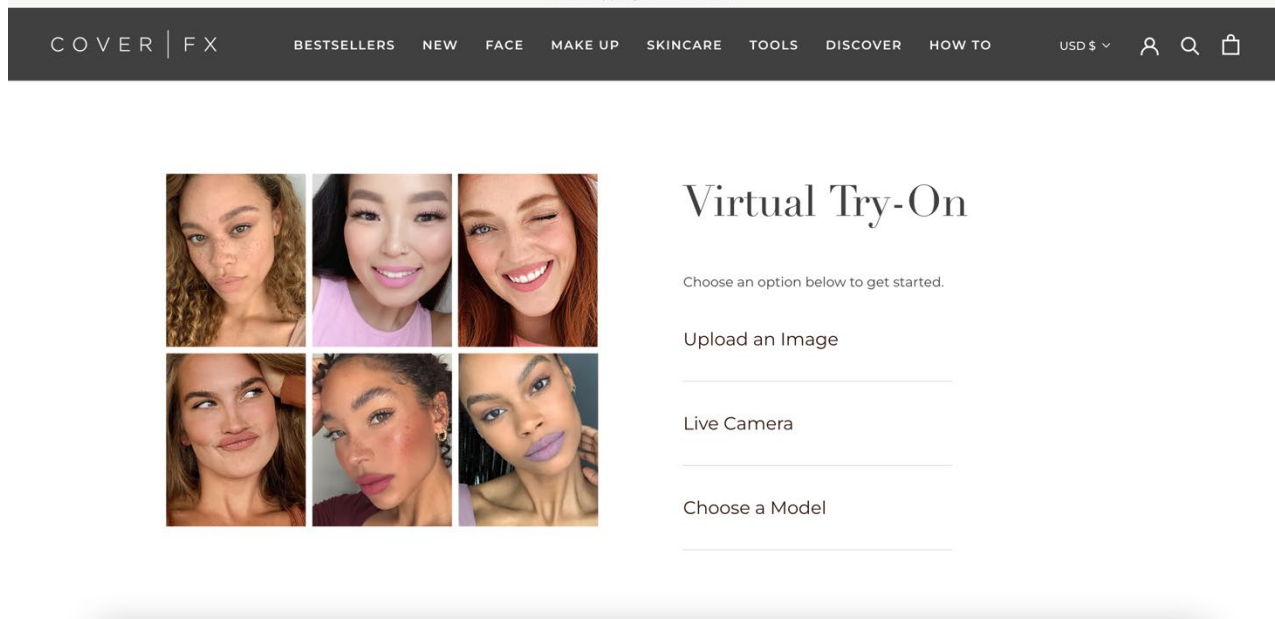 COVER | FX
BESTSELLERS NEW FACE MAKE UP SKINCARE TOOLS DISCOVER HOW TO USD $
Virtual Try-On
Choose an option below to get started.
Upload an Image
Live Camera
Choose a Model